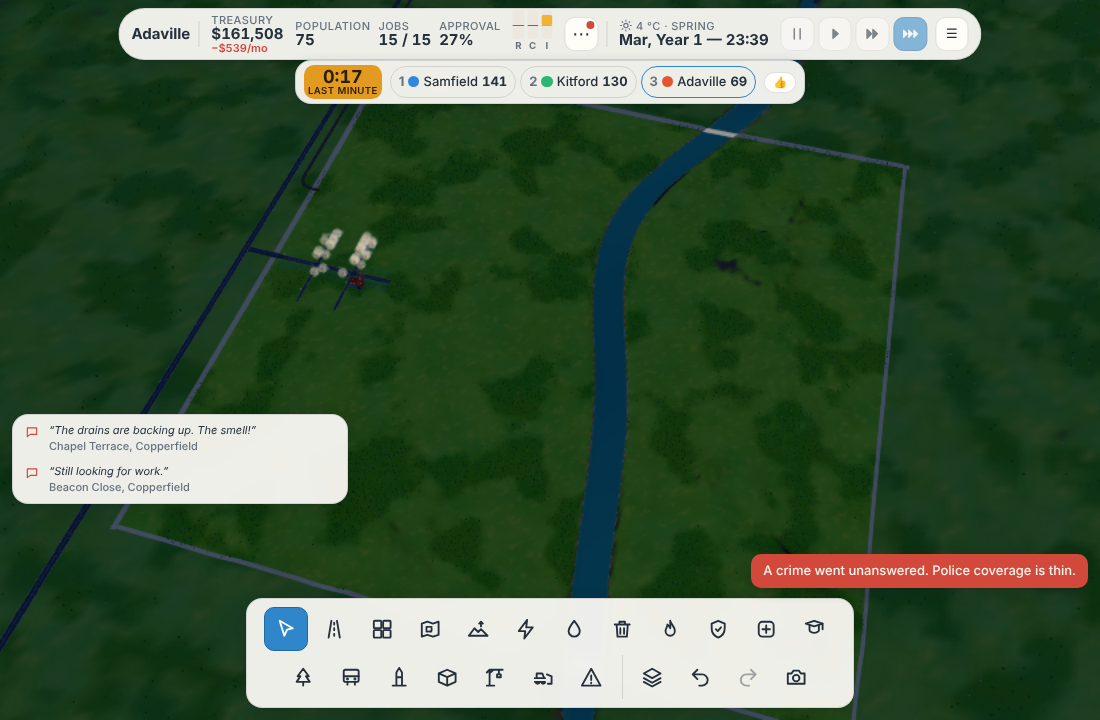 Adaville
TREASURY
$161,508
−$539/mo
POPULATION
75
JOBS
15 / 15
APPROVAL
27%
R C I
4 °C · SPRING
Mar, Year 1 — 23:39
0:17
LAST MINUTE
1 Samfield 141
2 Kitford 130
3 Adaville 69
“The drains are backing up. The smell!”
Chapel Terrace, Copperfield
“Still looking for work.”
Beacon Close, Copperfield
A crime went unanswered. Police coverage is thin.